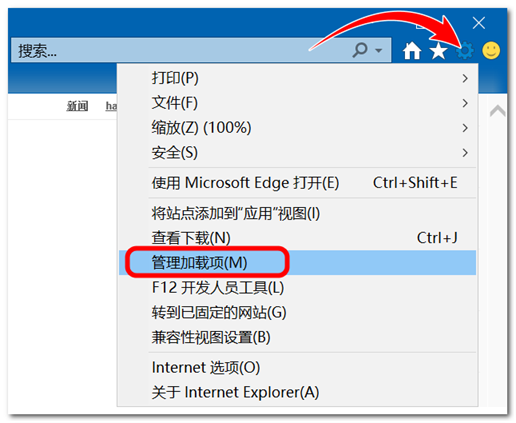 搜索...
新闻
ha
打印(P)
文件(F)
缩放(Z) (100%)
安全(S)
使用 Microsoft Edge 打开(E) Ctrl+Shift+E
将站点添加到“应用”视图(I)
查看下载(N) Ctrl+J
管理加载项(M)
F12 开发人员工具(L)
转到已固定的网站(G)
兼容性视图设置(B)
Internet 选项(O)
关于 Internet Explorer(A)